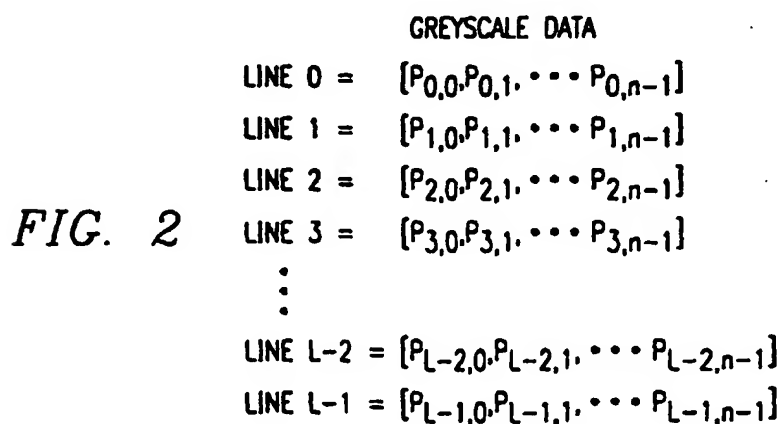 GREYSCALE DATA
LINE 0 = [P0,0,P0,1, ••• P0,n-1]
LINE 1 = [P1,0,P1,1, ••• P1,n-1]
LINE 2 = [P2,0,P2,1, ••• P2,n-1]
FIG. 2 LINE 3 = [P3,0,P3,1, ••• P3,n-1]
•
•
•
LINE L-2 = [PL-2,0,PL-2,1, ••• PL-2,n-1]
LINE L-1 = [PL-1,0,PL-1,1, ••• PL-1,n-1]